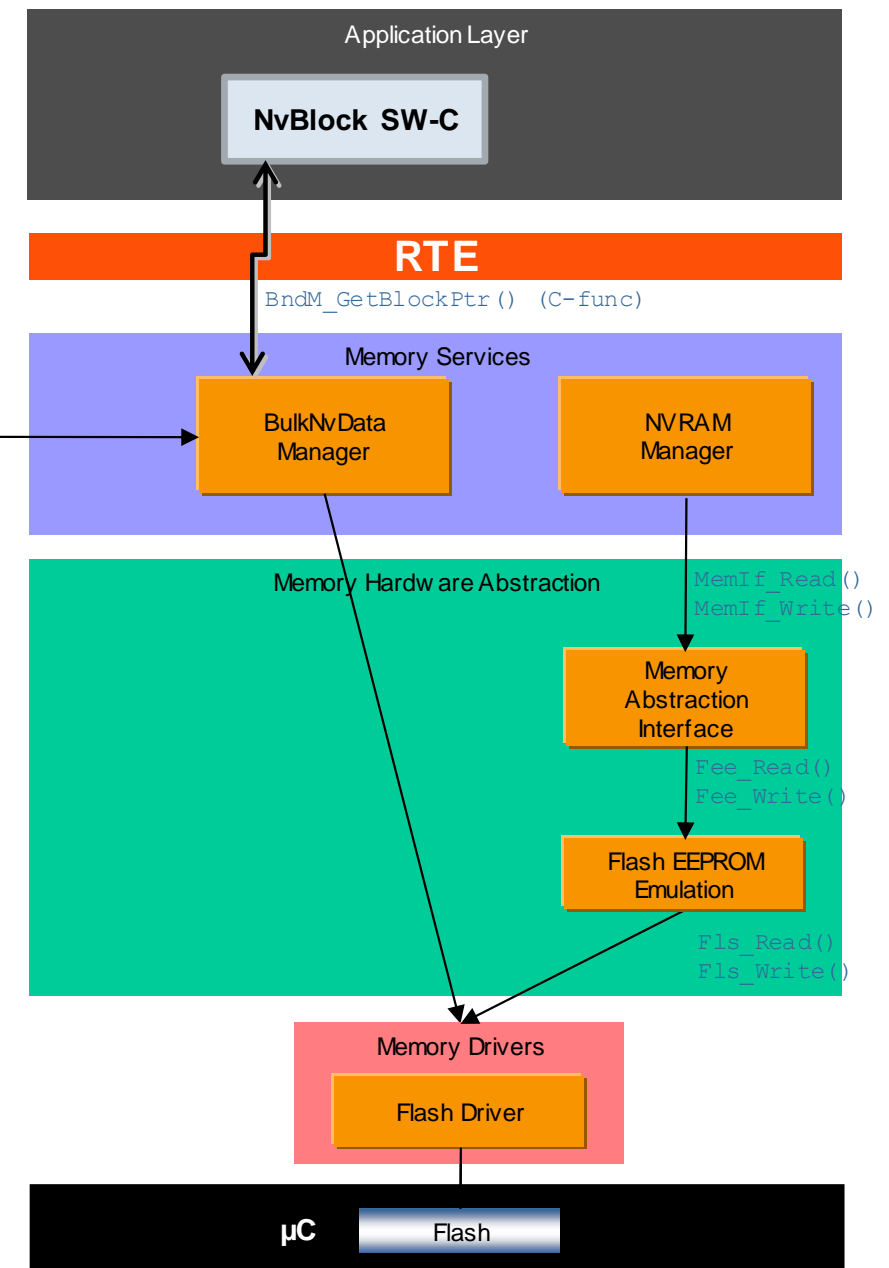 Application Layer
NvBlock SW-C
RTE
BndM_GetBlockPtr() (C-func)
Memory Services
BulkNvData
Manager
NVRAM
Manager
Memory Hardware Abstraction
MemIf_Read()
MemIf_Write()
Memory
Abstraction
Interface
Fee_Read()
Fee_Write()
Flash EEPROM
Emulation
Fls_Read()
Fls_Write()
Memory Drivers
Flash Driver
µC
Flash